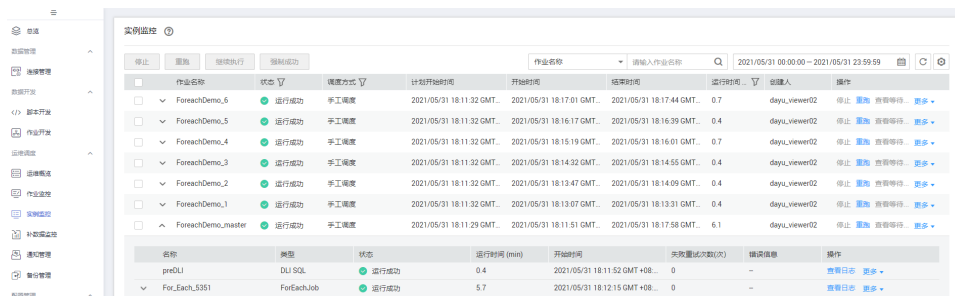 总览
实例监控
数据管理
停止 重跑 继续执行 强制成功 作业名称 请输入作业名称 2021/05/31 00:00:00 – 2021/05/31 23:59:59
连接管理
作业名称 状态 调度方式 计划开始时间 开始时间 结束时间 运行时间... 创建人 操作
数据开发
ForeachDemo_6 运行成功 手工调度 2021/05/31 18:11:32 GMT... 2021/05/31 18:17:01 GMT... 2021/05/31 18:17:44 GMT... 0.7 dayu_viewer02 停止 重跑 查看等待... 更多
脚本开发
ForeachDemo_5 运行成功 手工调度 2021/05/31 18:11:32 GMT... 2021/05/31 18:16:17 GMT... 2021/05/31 18:16:39 GMT... 0.4 dayu_viewer02 停止 重跑 查看等待... 更多
作业开发
ForeachDemo_4 运行成功 手工调度 2021/05/31 18:11:32 GMT... 2021/05/31 18:15:19 GMT... 2021/05/31 18:16:01 GMT... 0.7 dayu_viewer02 停止 重跑 查看等待... 更多
运维调度
ForeachDemo_3 运行成功 手工调度 2021/05/31 18:11:32 GMT... 2021/05/31 18:14:32 GMT... 2021/05/31 18:14:55 GMT... 0.4 dayu_viewer02 停止 重跑 查看等待... 更多
运维概览
ForeachDemo_2 运行成功 手工调度 2021/05/31 18:11:32 GMT... 2021/05/31 18:13:47 GMT... 2021/05/31 18:14:09 GMT... 0.4 dayu_viewer02 停止 重跑 查看等待... 更多
作业监控
ForeachDemo_1 运行成功 手工调度 2021/05/31 18:11:32 GMT... 2021/05/31 18:13:07 GMT... 2021/05/31 18:13:31 GMT... 0.4 dayu_viewer02 停止 重跑 查看等待... 更多
实例监控
ForeachDemo_master 运行成功 手工调度 2021/05/31 18:11:29 GMT... 2021/05/31 18:11:51 GMT... 2021/05/31 18:17:58 GMT... 6.1 dayu_viewer02 停止 重跑 查看等待... 更多
补数据监控
通知管理
名称 类型 状态 运行时间 (min) 开始时间 失败重试次数(次) 错误信息 操作
备份管理
preDLI DLI SQL 运行成功 0.4 2021/05/31 18:11:52 GMT +08:... 0 – 查看日志 更多
For_Each_5351 ForEachJob 运行成功 5.7 2021/05/31 18:12:15 GMT +08:... 0 – 查看日志 更多